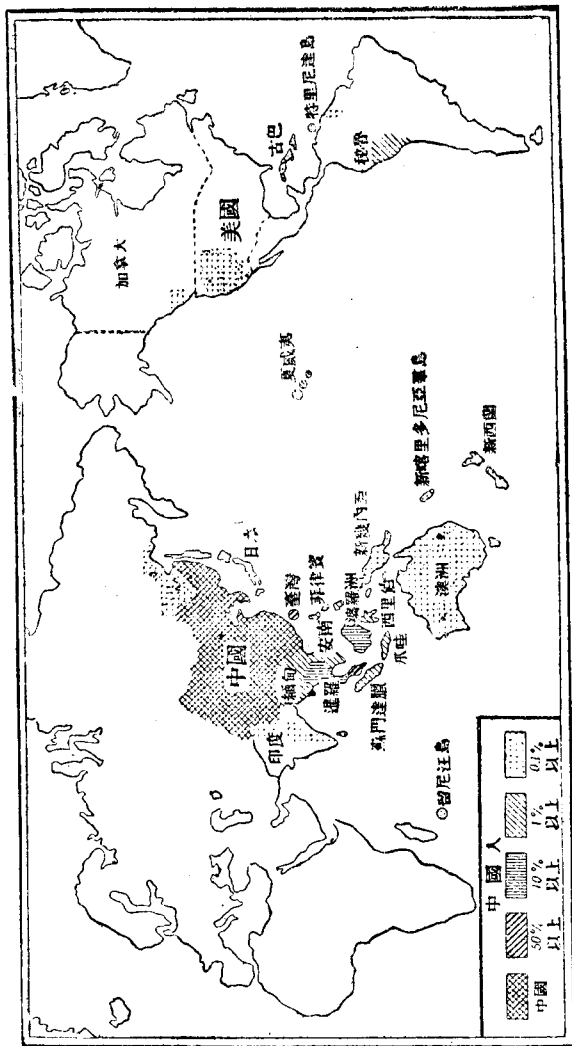 加拿大
美國
古巴
特里尼達島
秘魯
夏威夷
日本
中國
臺灣
菲律賓
安南
緬甸
暹羅
印度
婆羅洲
西里伯
新幾內亞
爪哇
蘇門達臘
澳洲
新喀里多尼亞羣島
新西蘭
留尼汪島
中國人
中國
50%以上
10%以上
1%以上
0.1%以上